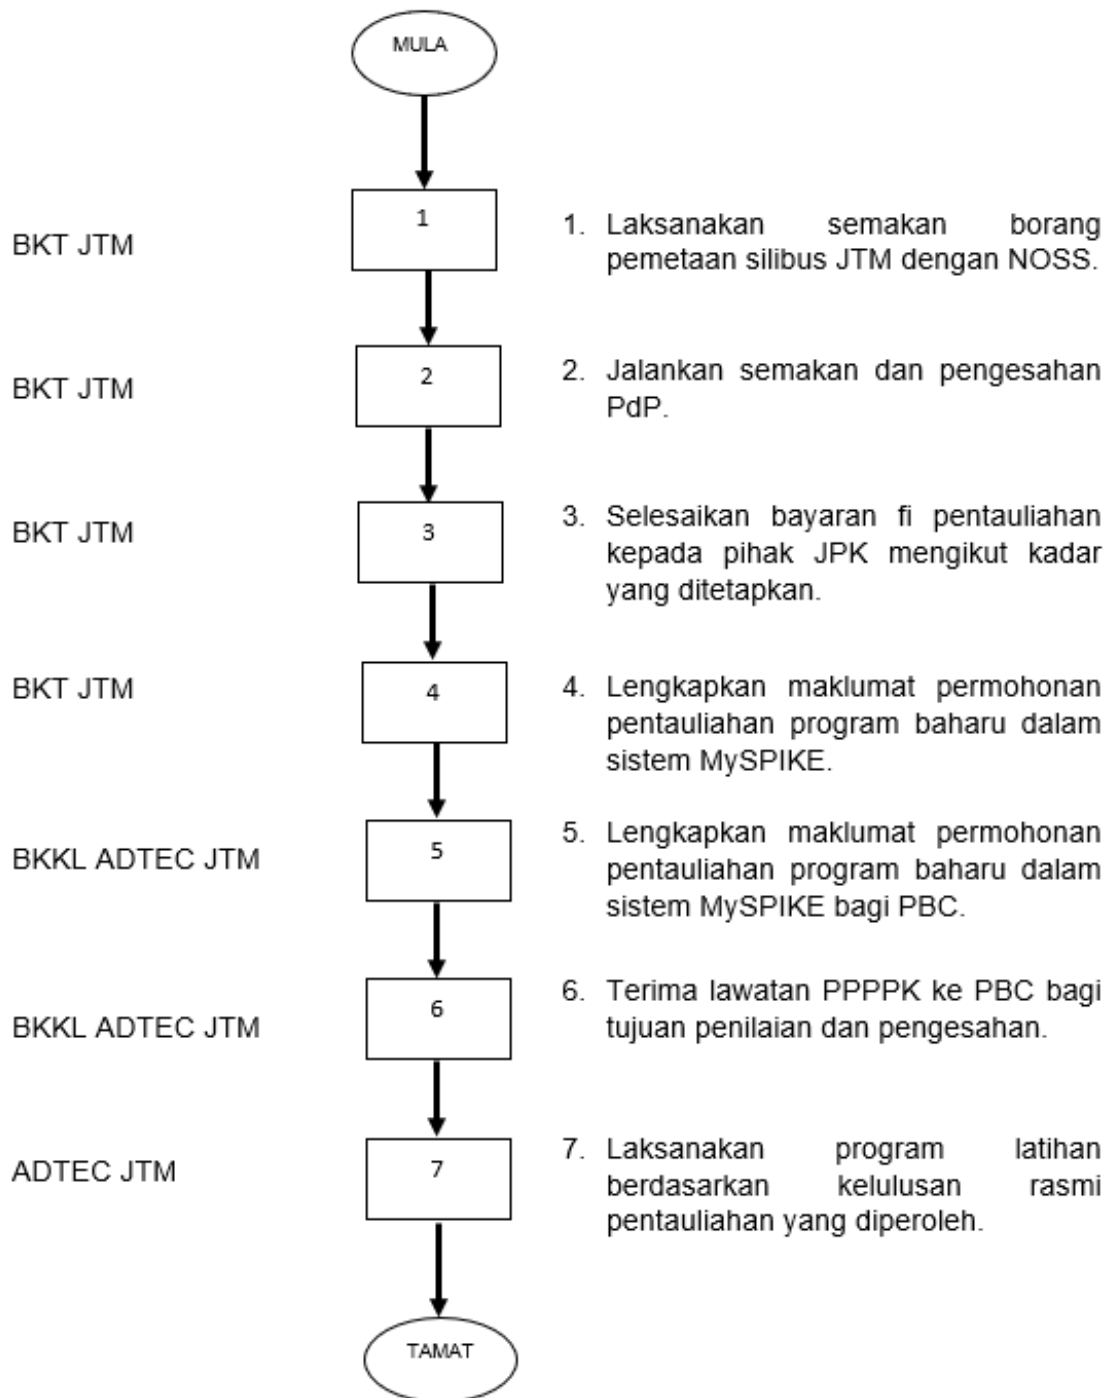 MULA
BKT JTM
1
1. Laksanakan semakan borang
pemetaan silibus JTM dengan NOSS.
BKT JTM
2
2. Jalankan semakan dan pengesahan
PdP.
BKT JTM
3
3. Selesaikan bayaran fi pentauliahan
kepada pihak JPK mengikut kadar
yang ditetapkan.
BKT JTM
4
4. Lengkapkan maklumat permohonan
pentauliahan program baharu dalam
sistem MySPIKE.
BKKL ADTEC JTM
5
5. Lengkapkan maklumat permohonan
pentauliahan program baharu dalam
sistem MySPIKE bagi PBC.
BKKL ADTEC JTM
6
6. Terima lawatan PPPPK ke PBC bagi
tujuan penilaian dan pengesahan.
ADTEC JTM
7
7. Laksanakan program latihan
berdasarkan kelulusan rasmi
pentauliahan yang diperoleh.
TAMAT